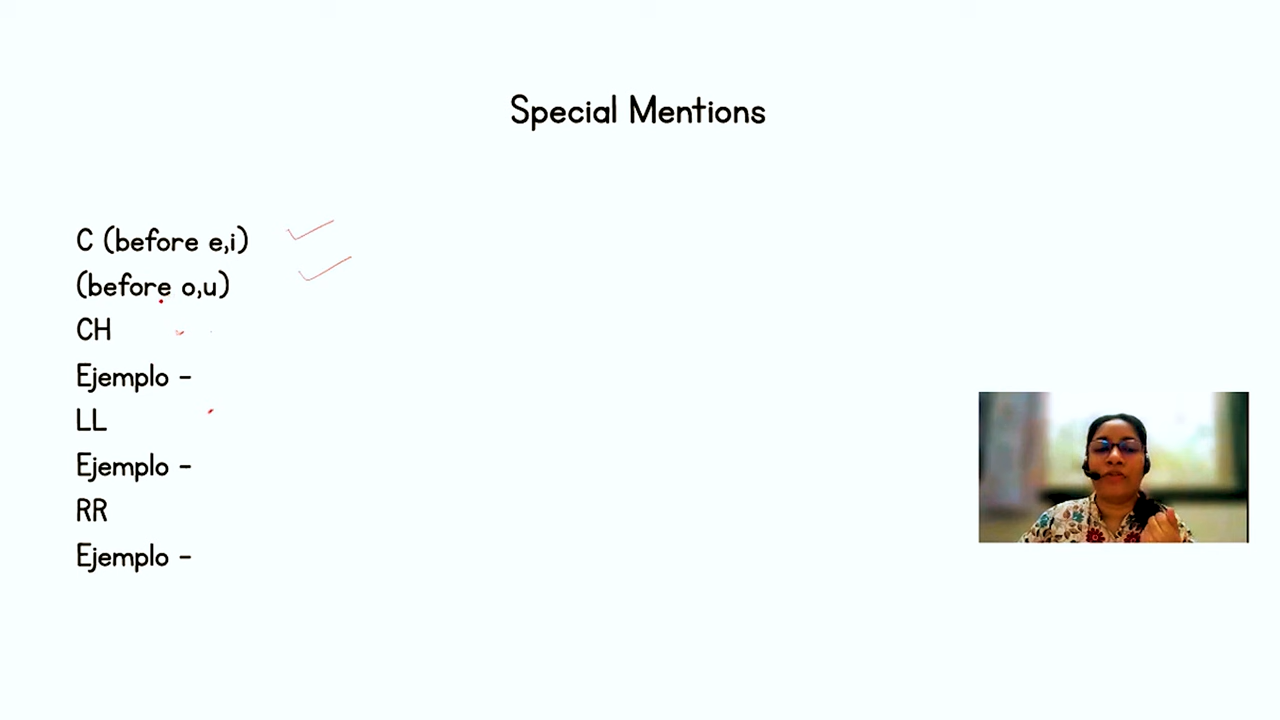 Special Mentions
C (before e,i)
(before o,u)
CH
Ejemplo -
LL
Ejemplo -
RR
Ejemplo -